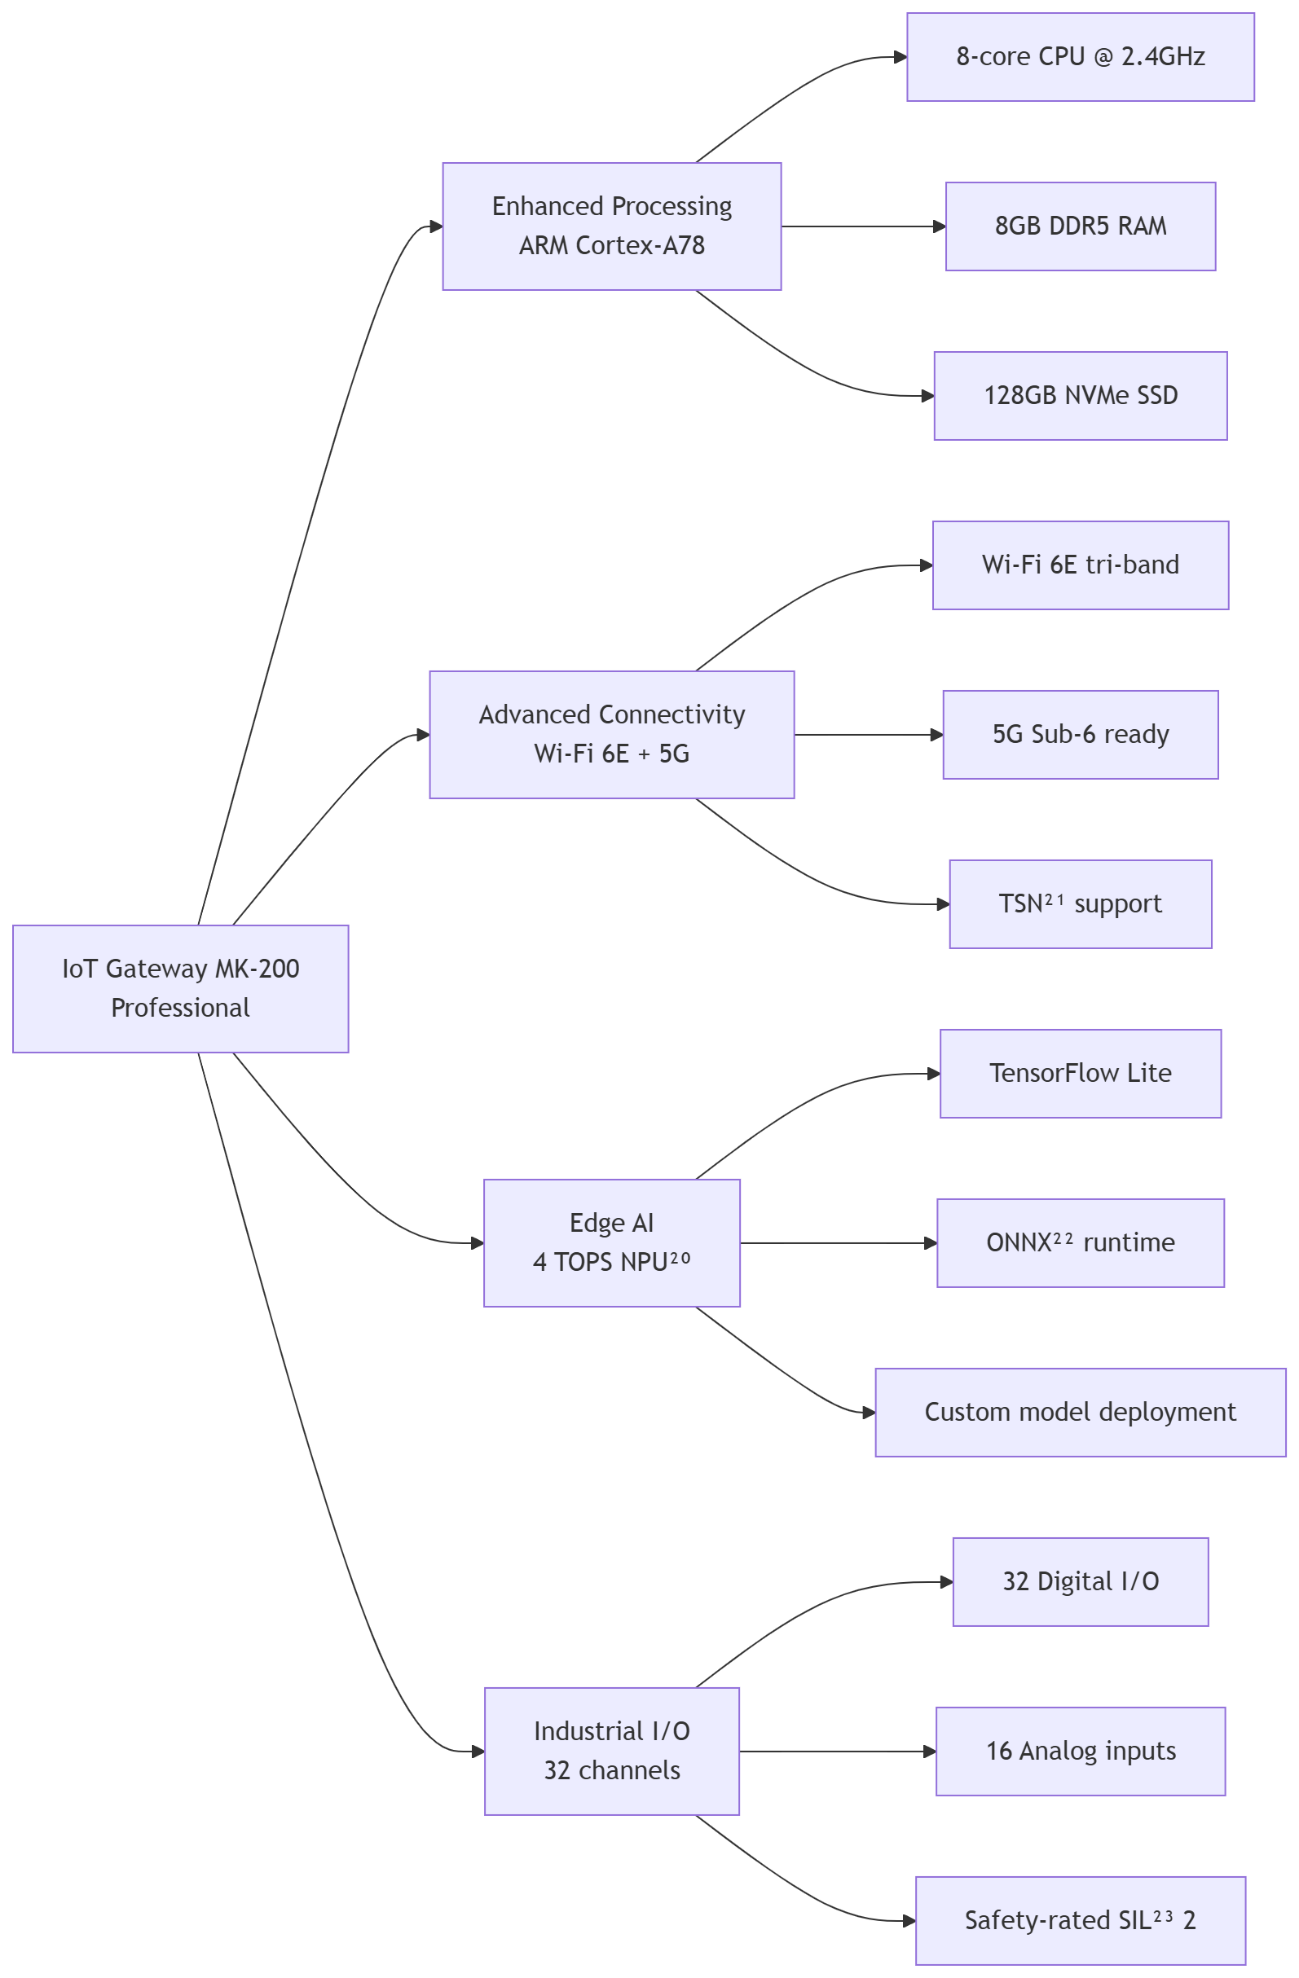 8-core CPU @ 2.4GHz
Enhanced Processing
ARM Cortex-A78
8GB DDR5 RAM
128GB NVMe SSD
Wi-Fi 6E tri-band
Advanced Connectivity
Wi-Fi 6E + 5G
5G Sub-6 ready
TSN²¹ support
IoT Gateway MK-200
Professional
TensorFlow Lite
Edge AI
4 TOPS NPU²⁰
ONNX²² runtime
Custom model deployment
32 Digital I/O
Industrial I/O
32 channels
16 Analog inputs
Safety-rated SIL²³ 2